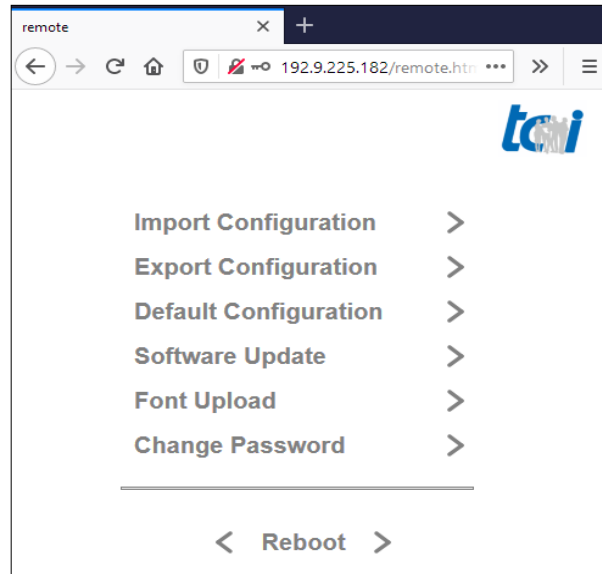 remote
192.9.225.182/remote.htm
tci
Import Configuration
Export Configuration
Default Configuration
Software Update
Font Upload
Change Password
Reboot